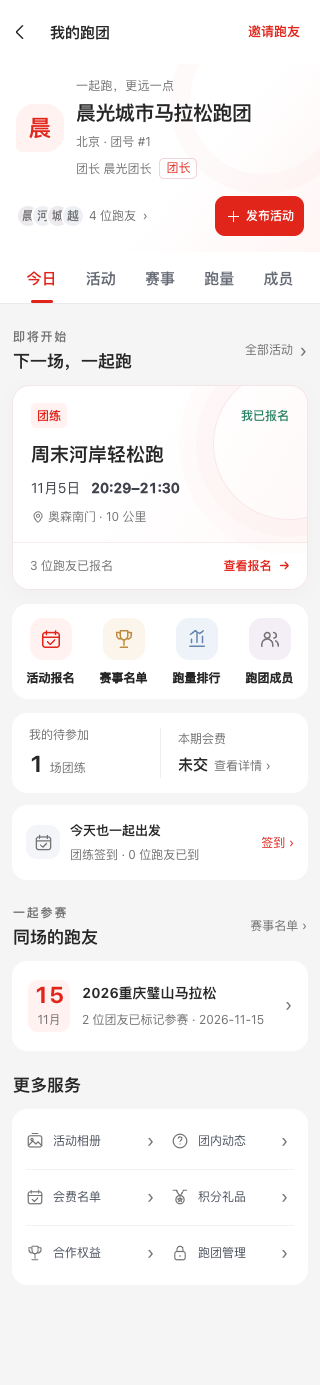 我的跑团
邀请跑友
一起跑，更远一点
晨
晨光城市马拉松跑团
北京 · 团号 #1
团长 晨光团长 团长
晨 河 城 越 4 位跑友 ›
发布活动
今日 活动 赛事 跑量 成员
即将开始
下一场，一起跑
全部活动 ›
团练
我已报名
周末河岸轻松跑
11月5日 20:29–21:30
奥森南门 · 10 公里
3 位跑友已报名
查看报名 →
活动报名 赛事名单 跑量排行 跑团成员
我的待参加
1 场团练
本期会费
未交 查看详情 ›
今天也一起出发
团练签到 · 0 位跑友已到
签到 ›
一起参赛
同场的跑友
赛事名单 ›
15
11月
2026重庆璧山马拉松
2 位团友已标记参赛 · 2026-11-15
›
更多服务
活动相册 › 团内动态 ›
会费名单 › 积分礼品 ›
合作权益 › 跑团管理 ›